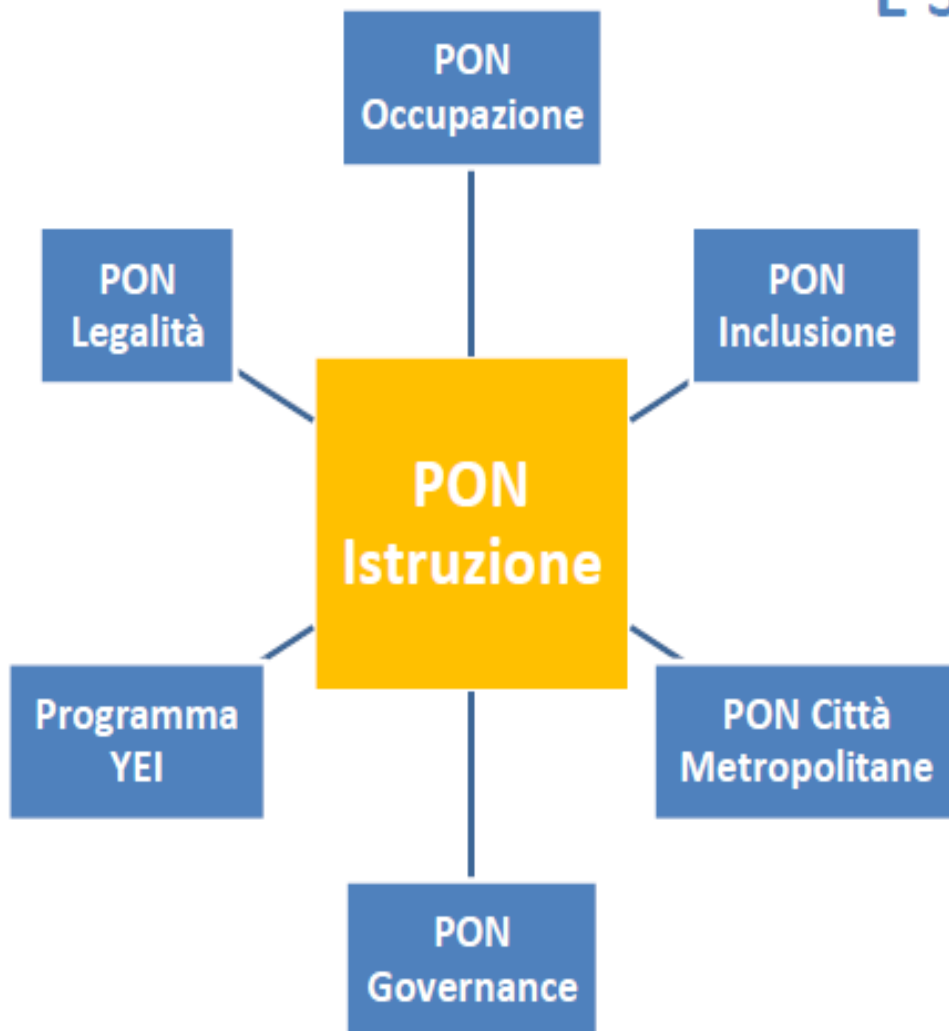 PON
Occupazione
PON
Legalità
PON
Inclusione
PON
Istruzione
Programma
YEI
PON Città
Metropolitane
PON
Governance